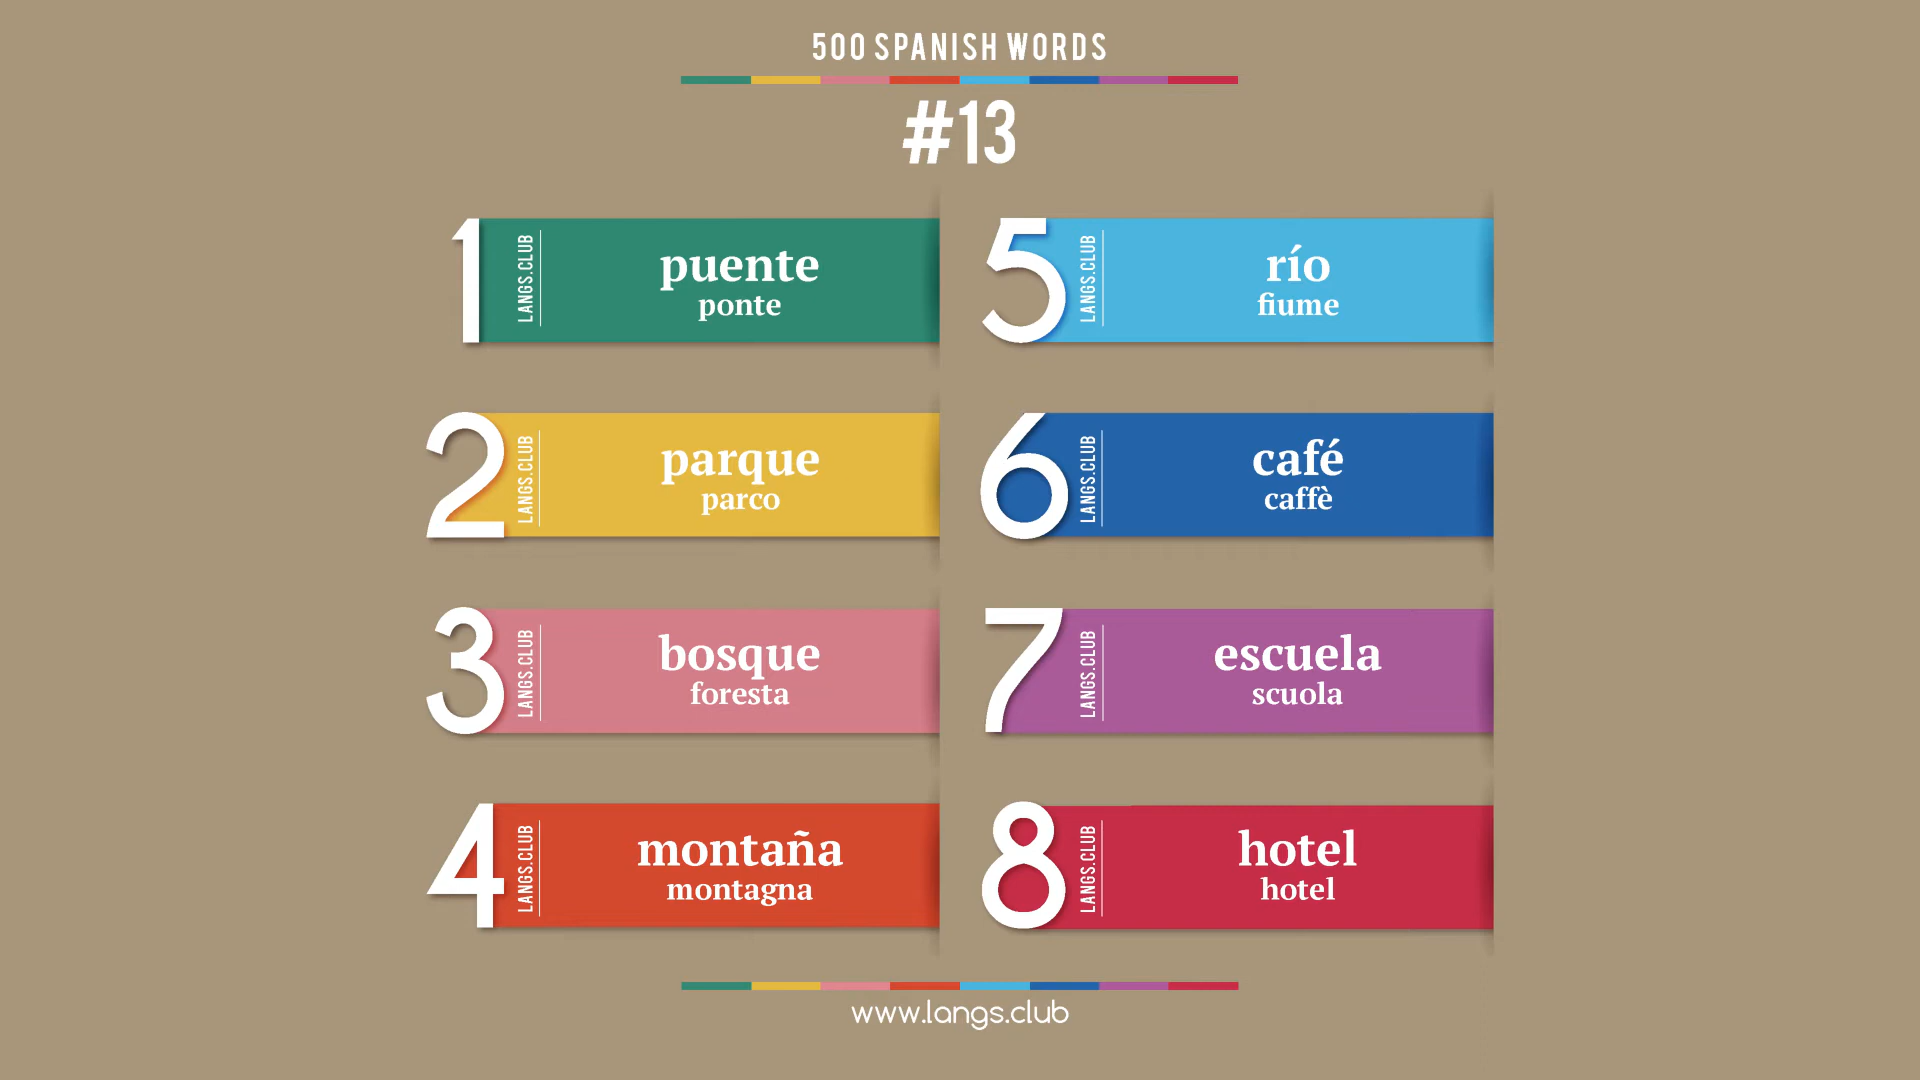 500 SPANISH WORDS
#13
1
LANGS.CLUB
puente
ponte
2
LANGS.CLUB
parque
parco
3
LANGS.CLUB
bosque
foresta
4
LANGS.CLUB
montaña
montagna
5
LANGS.CLUB
río
fiume
6
LANGS.CLUB
café
caffè
7
LANGS.CLUB
escuela
scuola
8
LANGS.CLUB
hotel
hotel
www.langs.club